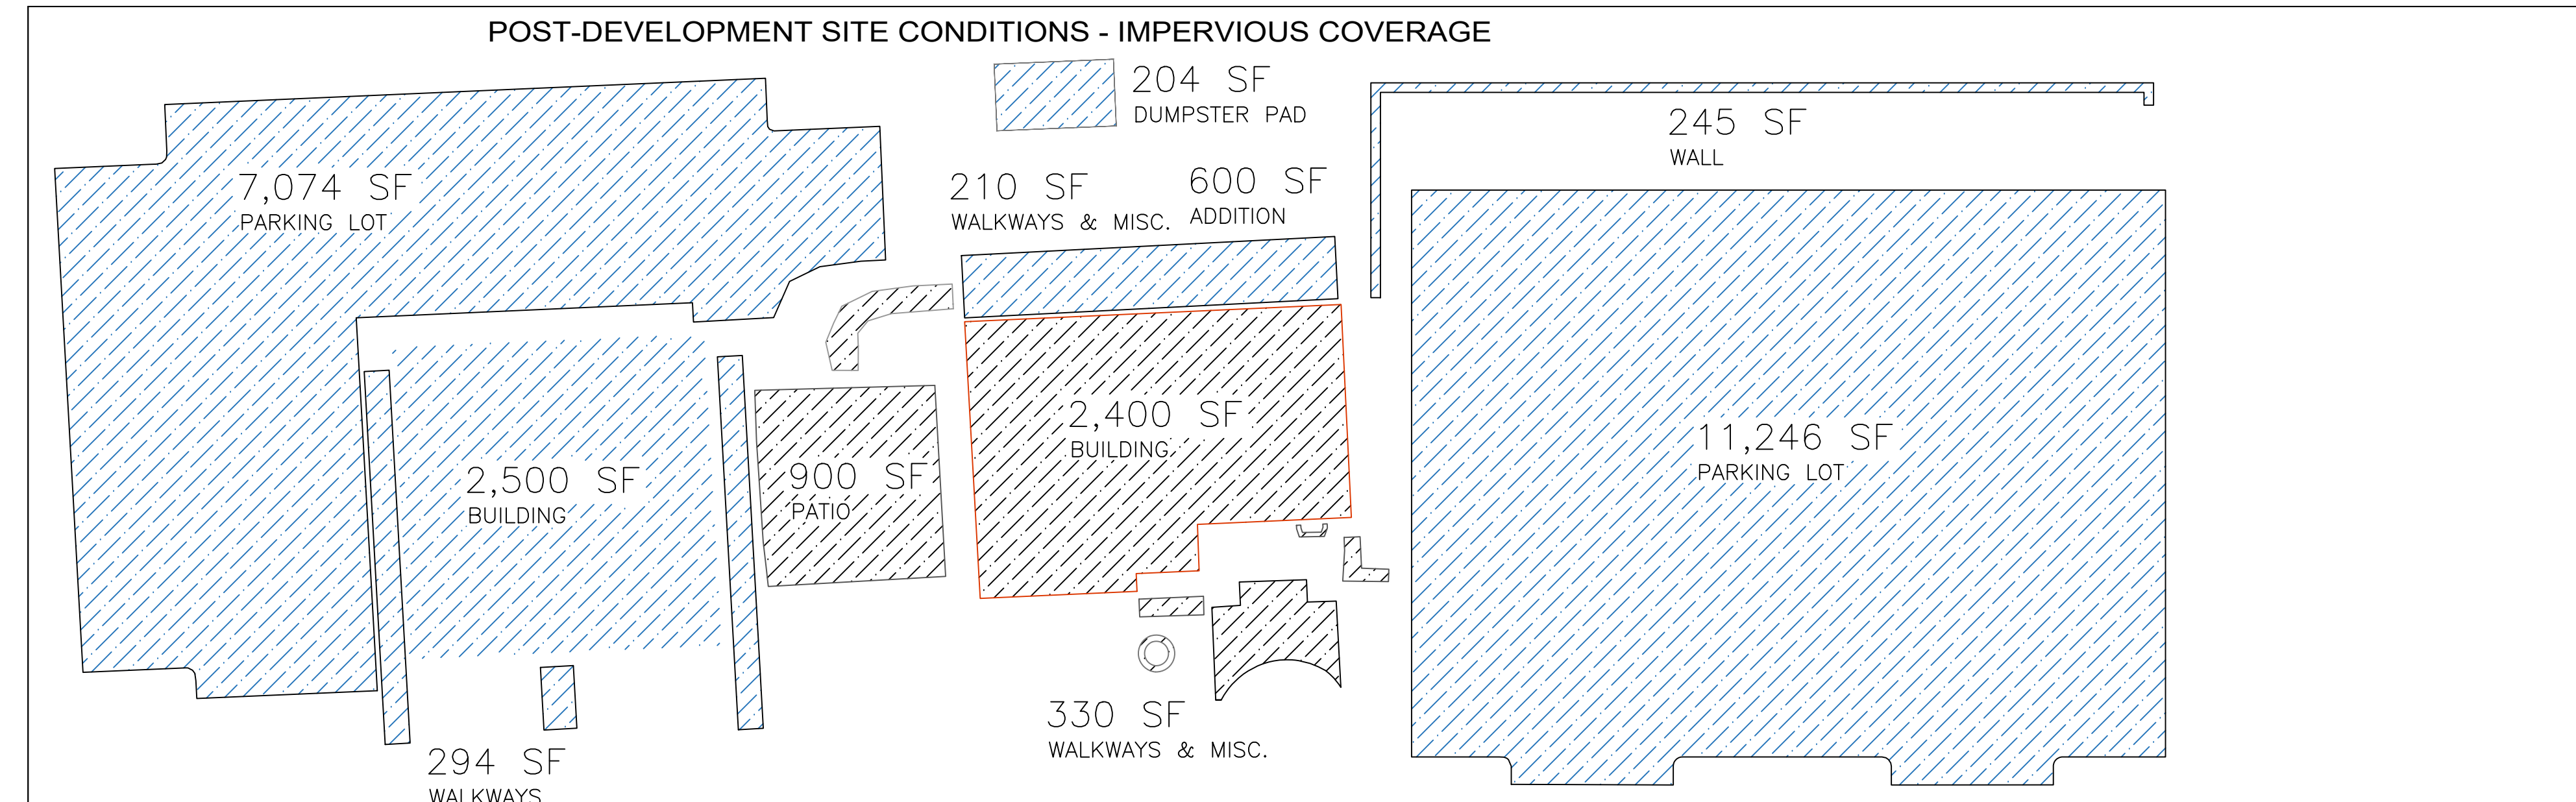 POST-DEVELOPMENT SITE CONDITIONS - IMPERVIOUS COVERAGE
204 SF
DUMPSTER PAD
245 SF
WALL
7,074 SF
PARKING LOT
210 SF
WALKWAYS & MISC.
600 SF
ADDITION
2,400 SF
BUILDING
11,246 SF
PARKING LOT
2,500 SF
BUILDING
900 SF
PATIO
330 SF
WALKWAYS & MISC.
294 SF
WALKWAYS